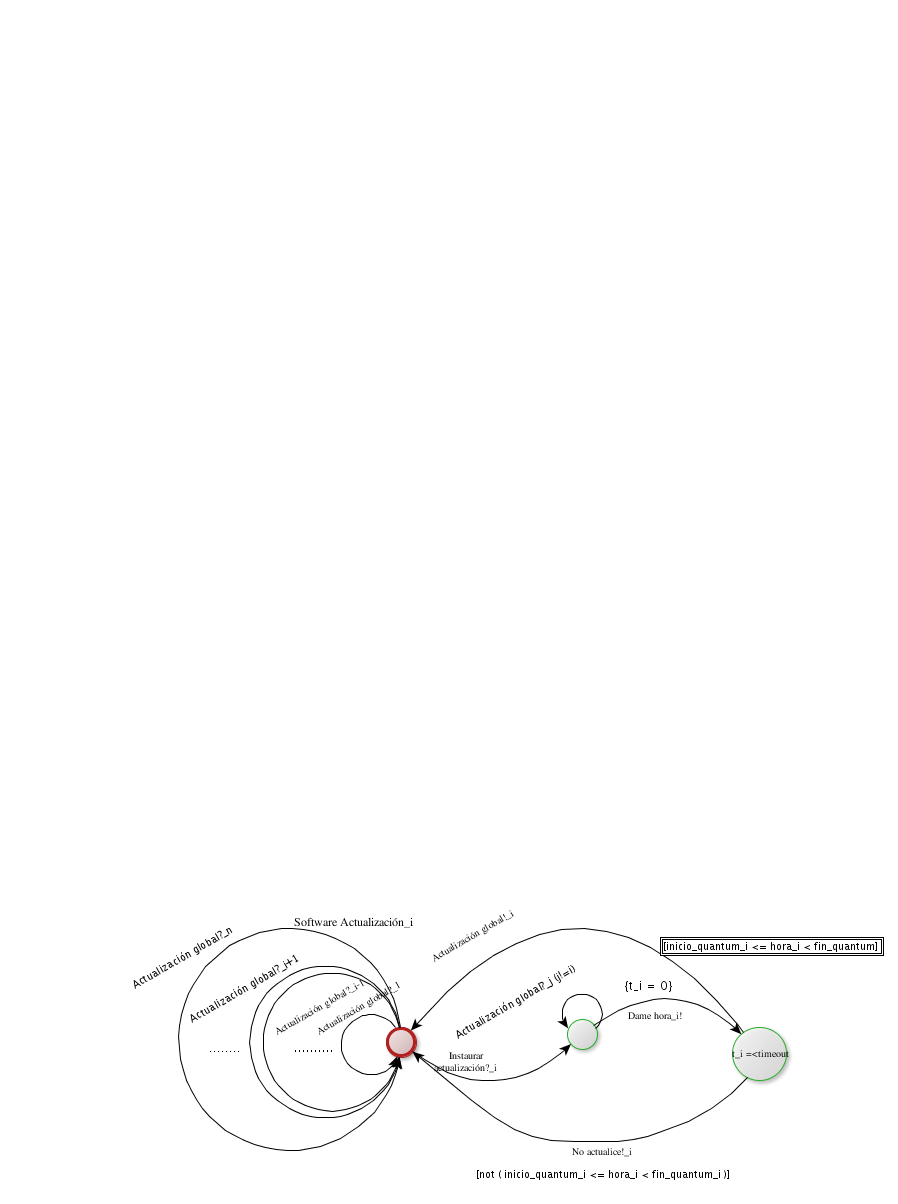 Software Actualización_i
Actualización global?_n
Actualización global?_i+1
Actualización global?_i-1
Actualización global?_1
........
..........
Actualización global!_i
[inicio_quantum_i <= hora_i < fin_quantum]
Actualización global?_j (j!=i)
{t_i = 0}
Dame hora_i!
Instaurar
actualización?_i
t_i =<timeout
No actualice!_i
[not ( inicio_quantum_i <= hora_i < fin_quantum_i )]